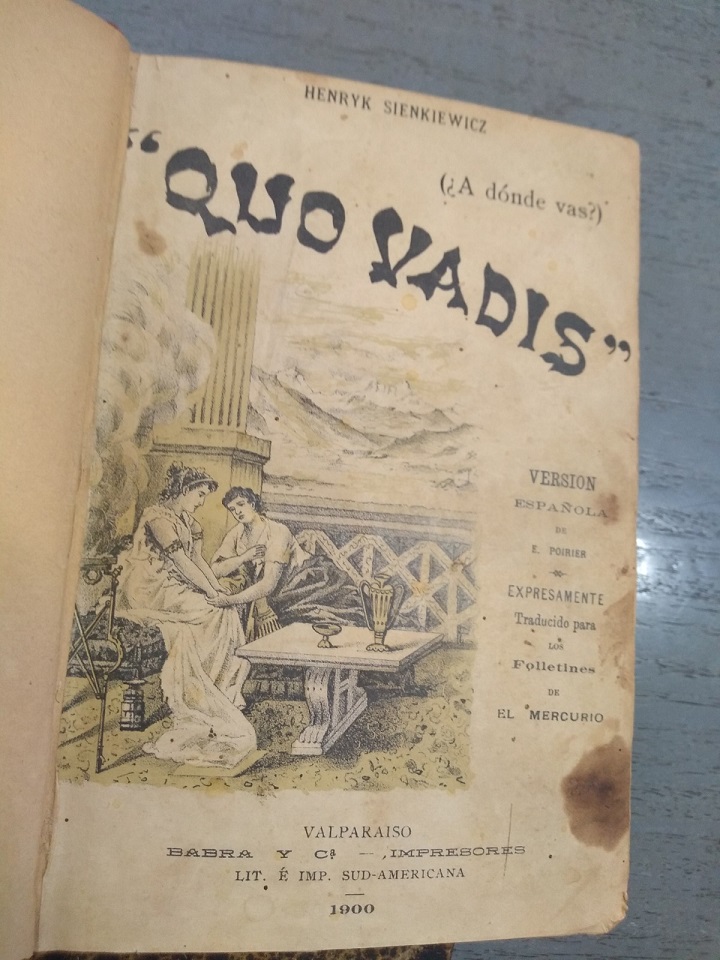 HENRYK SIENKIEWICZ
(¿A dónde vas?)
“QUO VADIS”
VERSION
ESPAÑOLA
DE
E. POIRIER
EXPRESAMENTE
Traducido para
LOS
Folletines
DE
EL MERCURIO
VALPARAISO
BABRA Y Cª — IMPRESORES
LIT. É IMP. SUD-AMERICANA
1900